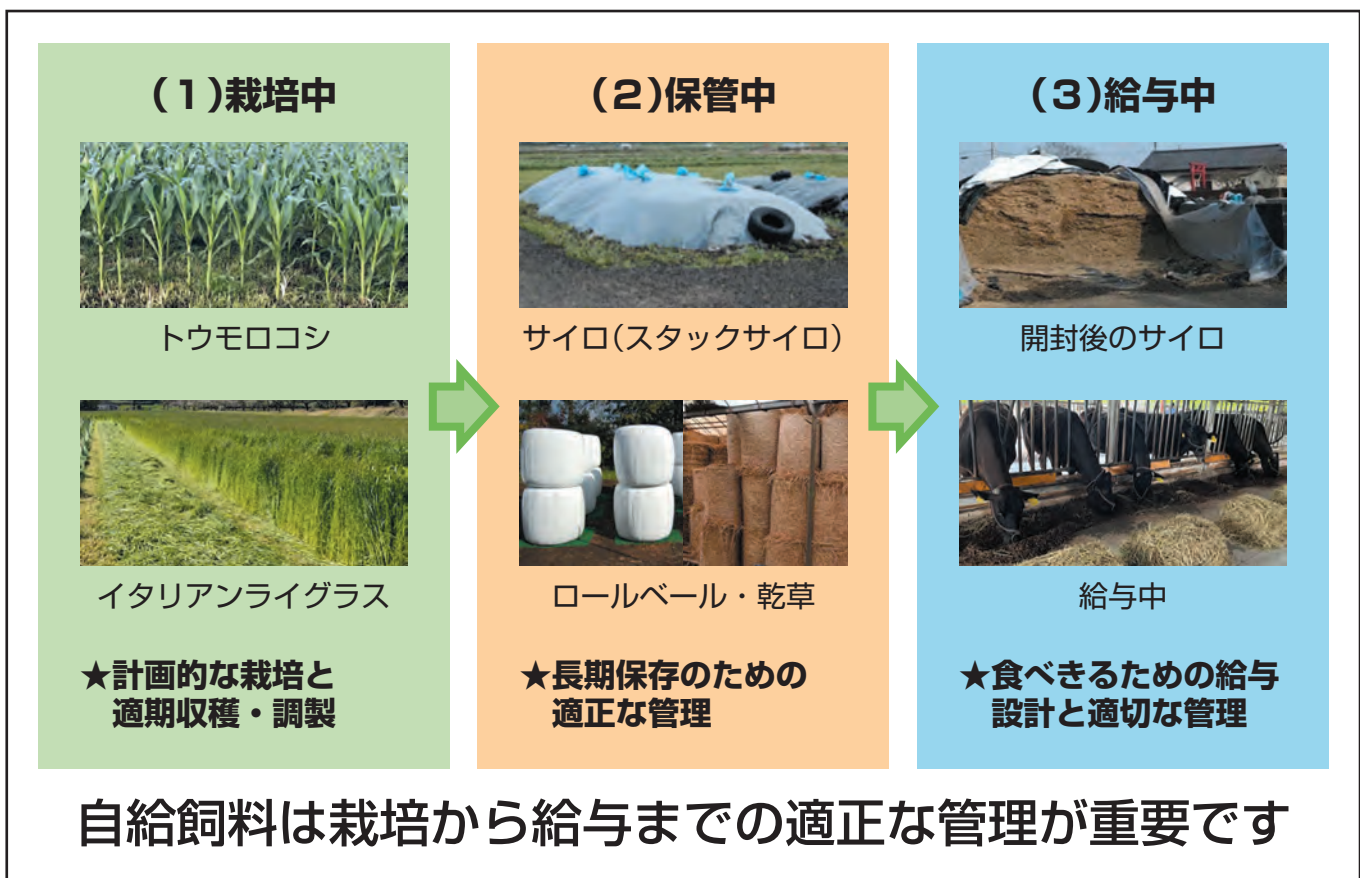 (1)栽培中
トウモロコシ
イタリアンライグラス
★計画的な栽培と
適期収穫・調製
(2)保管中
サイロ(スタックサイロ)
ロールベール・乾草
★長期保存のための
適正な管理
(3)給与中
開封後のサイロ
給与中
★食べきるための給与
設計と適切な管理
自給飼料は栽培から給与までの適正な管理が重要です